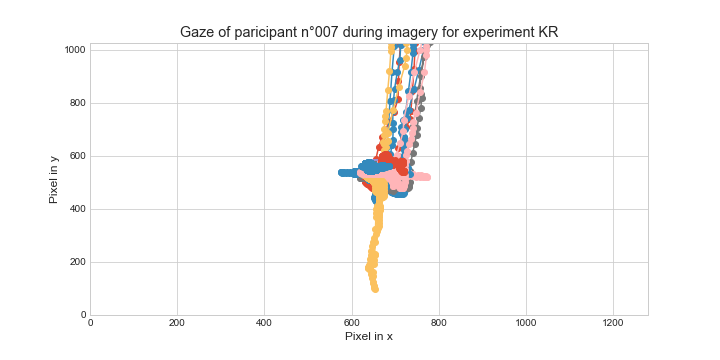 Gaze of paricipant n°007 during imagery for experiment KR
1000
800
600
400
200
0
Pixel in y
0 200 400 600 800 1000 1200
Pixel in x